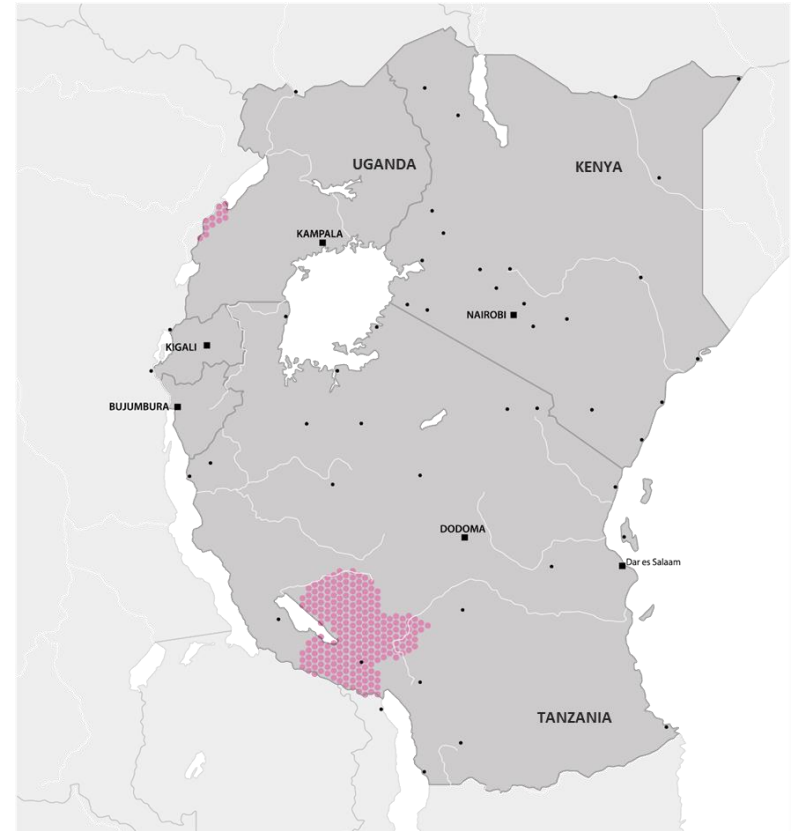 UGANDA
KENYA
KAMPALA
NAIROBI
KIGALI
BUJUMBURA
DODOMA
Dar es Salaam
TANZANIA